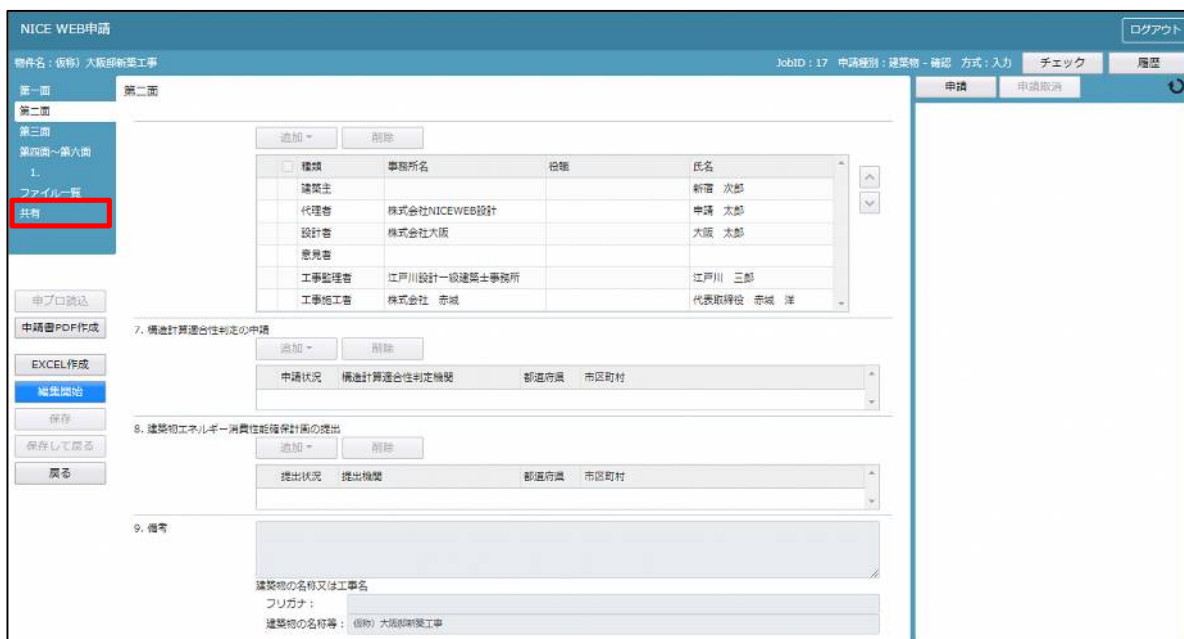 NICE WEB申請
ログアウト
物件名：仮称）大阪邸新築工事 JobID：17 申請種別：建築物 - 確認 方式：入力 チェック 履歴
第一面
第二面
第三面
第四面～第六面
1.
ファイル一覧
共有
申プロ読込
申請書PDF作成
EXCEL作成
編集開始
保存
保存して戻る
戻る
第二面
追加 削除
種類 事務所名 役職 氏名
建築主 新宿 次郎
代理者 株式会社NICEWEB設計 申請 太郎
設計者 株式会社大阪 大阪 太郎
意見者
工事監理者 江戸川設計一級建築士事務所 江戸川 三郎
工事施工者 株式会社 赤城 代表取締役 赤城 洋
7. 構造計算適合性判定の申請
追加 削除
申請状況 構造計算適合性判定機関 都道府県 市区町村
8. 建築物エネルギー消費性能確保計画の提出
追加 削除
提出状況 提出機関 都道府県 市区町村
9. 備考
建築物の名称又は工事名
フリガナ：
建築物の名称等： 仮称）大阪邸新築工事
申請 申請取消